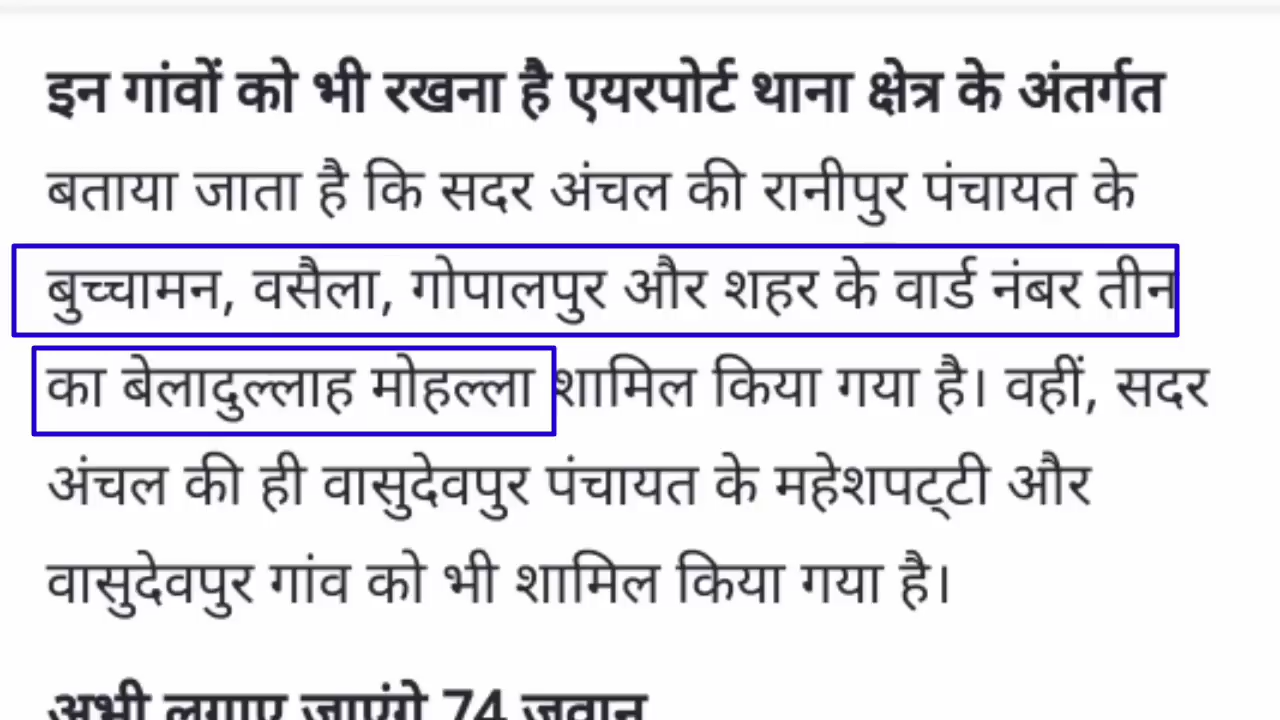 इन गांवों को भी रखना है एयरपोर्ट थाना क्षेत्र के अंतर्गत
बताया जाता है कि सदर अंचल की रानीपुर पंचायत के
बुच्चामन, वसैला, गोपालपुर और शहर के वार्ड नंबर तीन
का बेलादुल्लाह मोहल्ला शामिल किया गया है। वहीं, सदर
अंचल की ही वासुदेवपुर पंचायत के महेशपट्‌टी और
वासुदेवपुर गांव को भी शामिल किया गया है।
अभी लगाए जाएंगे 74 जवान